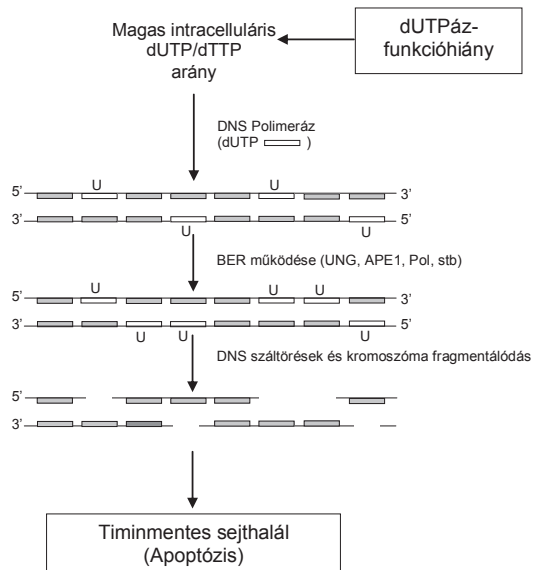 Magas intracelluláris
dUTP/dTTP
arány
dUTPáz-
funkcióhiány
DNS Polimeráz
(dUTP )
U U
5’ 3’
3’ 5’
U U
BER működése (UNG, APE1, Pol, stb)
U U U
5’ 3’
3’ 5’
U U U
DNS száltörések és kromoszóma fragmentálódás
5’
3’
Timinmentes sejthalál
(Apoptózis)